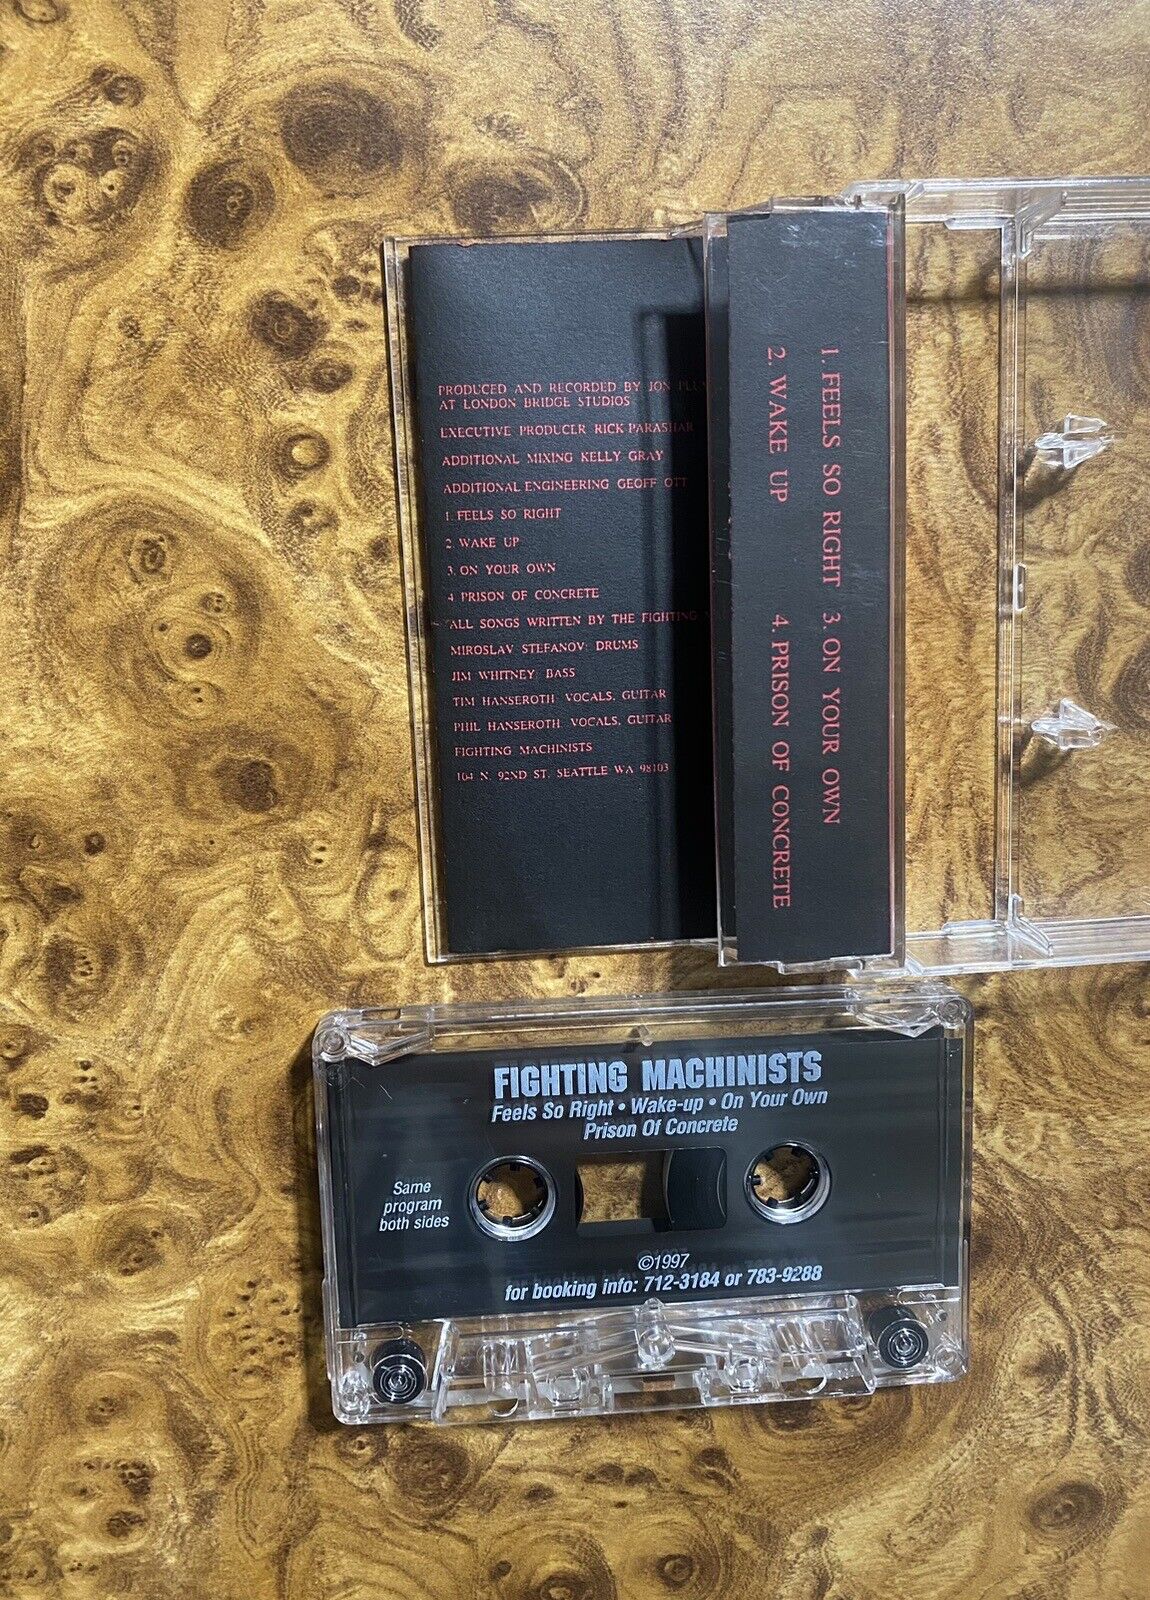 PRODUCED AND RECORDED BY JON
AT LONDON BRIDGE STUDIOS
EXECUTIVE PRODUCER RICK PARASHAR
ADDITIONAL MIXING KELLY GRAY
ADDITIONAL ENGINEERING GEOFF OTT
1. FEELS SO RIGHT
2. WAKE UP
3. ON YOUR OWN
4. PRISON OF CONCRETE
ALL SONGS WRITTEN BY THE FIGHTING
MIROSLAV STEFANOV: DRUMS
JIM WHITNEY: BASS
TIM HANSEROTH: VOCALS, GUITAR
PHIL HANSEROTH: VOCALS, GUITAR
FIGHTING MACHINISTS
104 N. 92ND ST. SEATTLE WA 98103
1. FEELS SO RIGHT 3. ON YOUR OWN
2. WAKE UP 4. PRISON OF CONCRETE
FIGHTING MACHINISTS
Feels So Right • Wake-up • On Your Own
Prison Of Concrete
Same
program
both sides
©1997
for booking info: 712-3184 or 783-9288